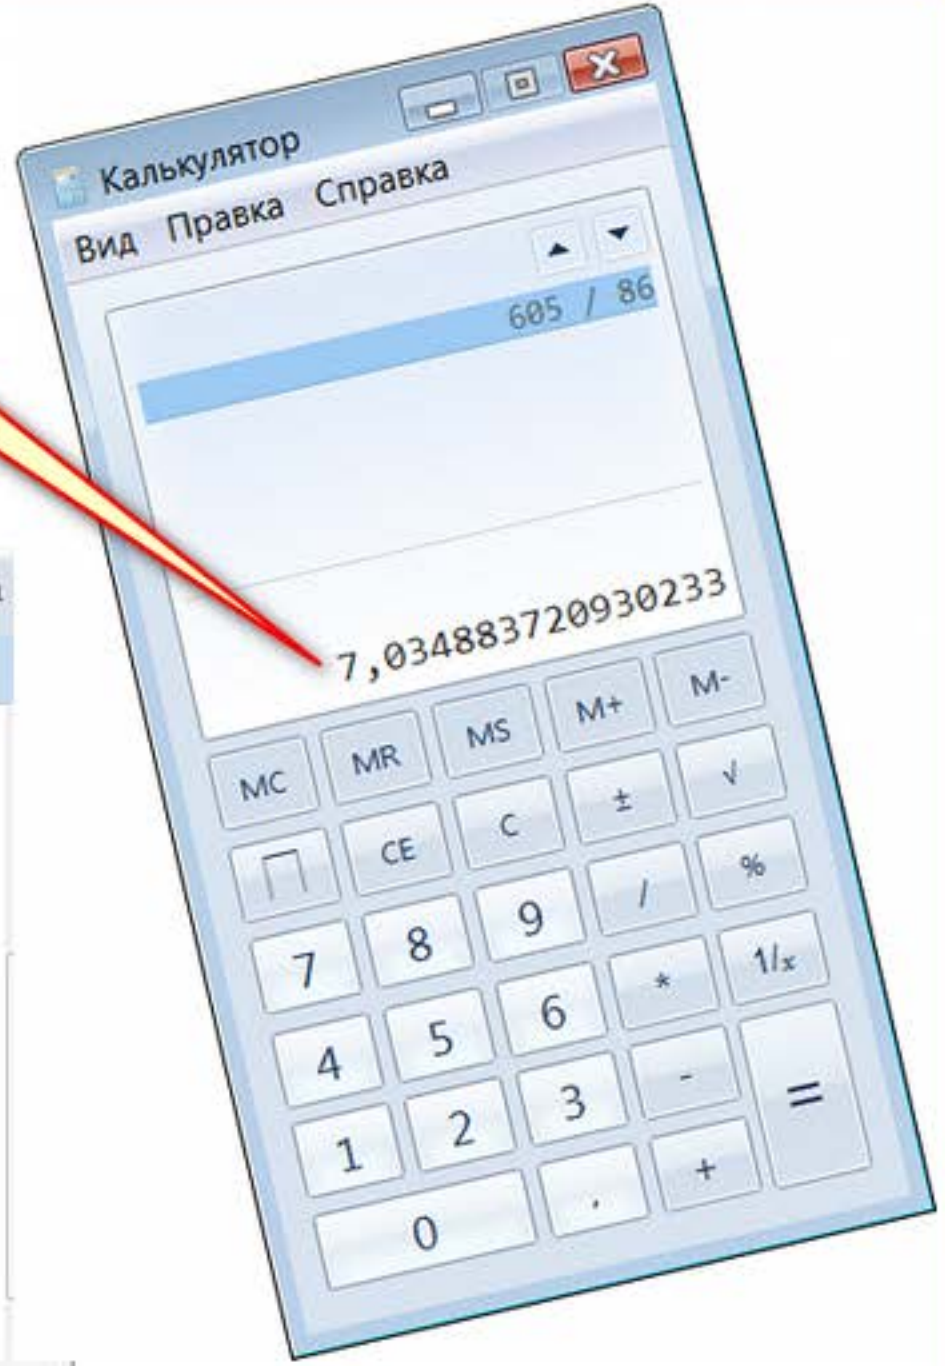 Калькулятор
Вид Правка Справка
605 / 86
7,034883720930233
MC MR MS M+ M-
CE C ± √
7 8 9 / %
4 5 6 * 1/x
1 2 3 - =
0 , +